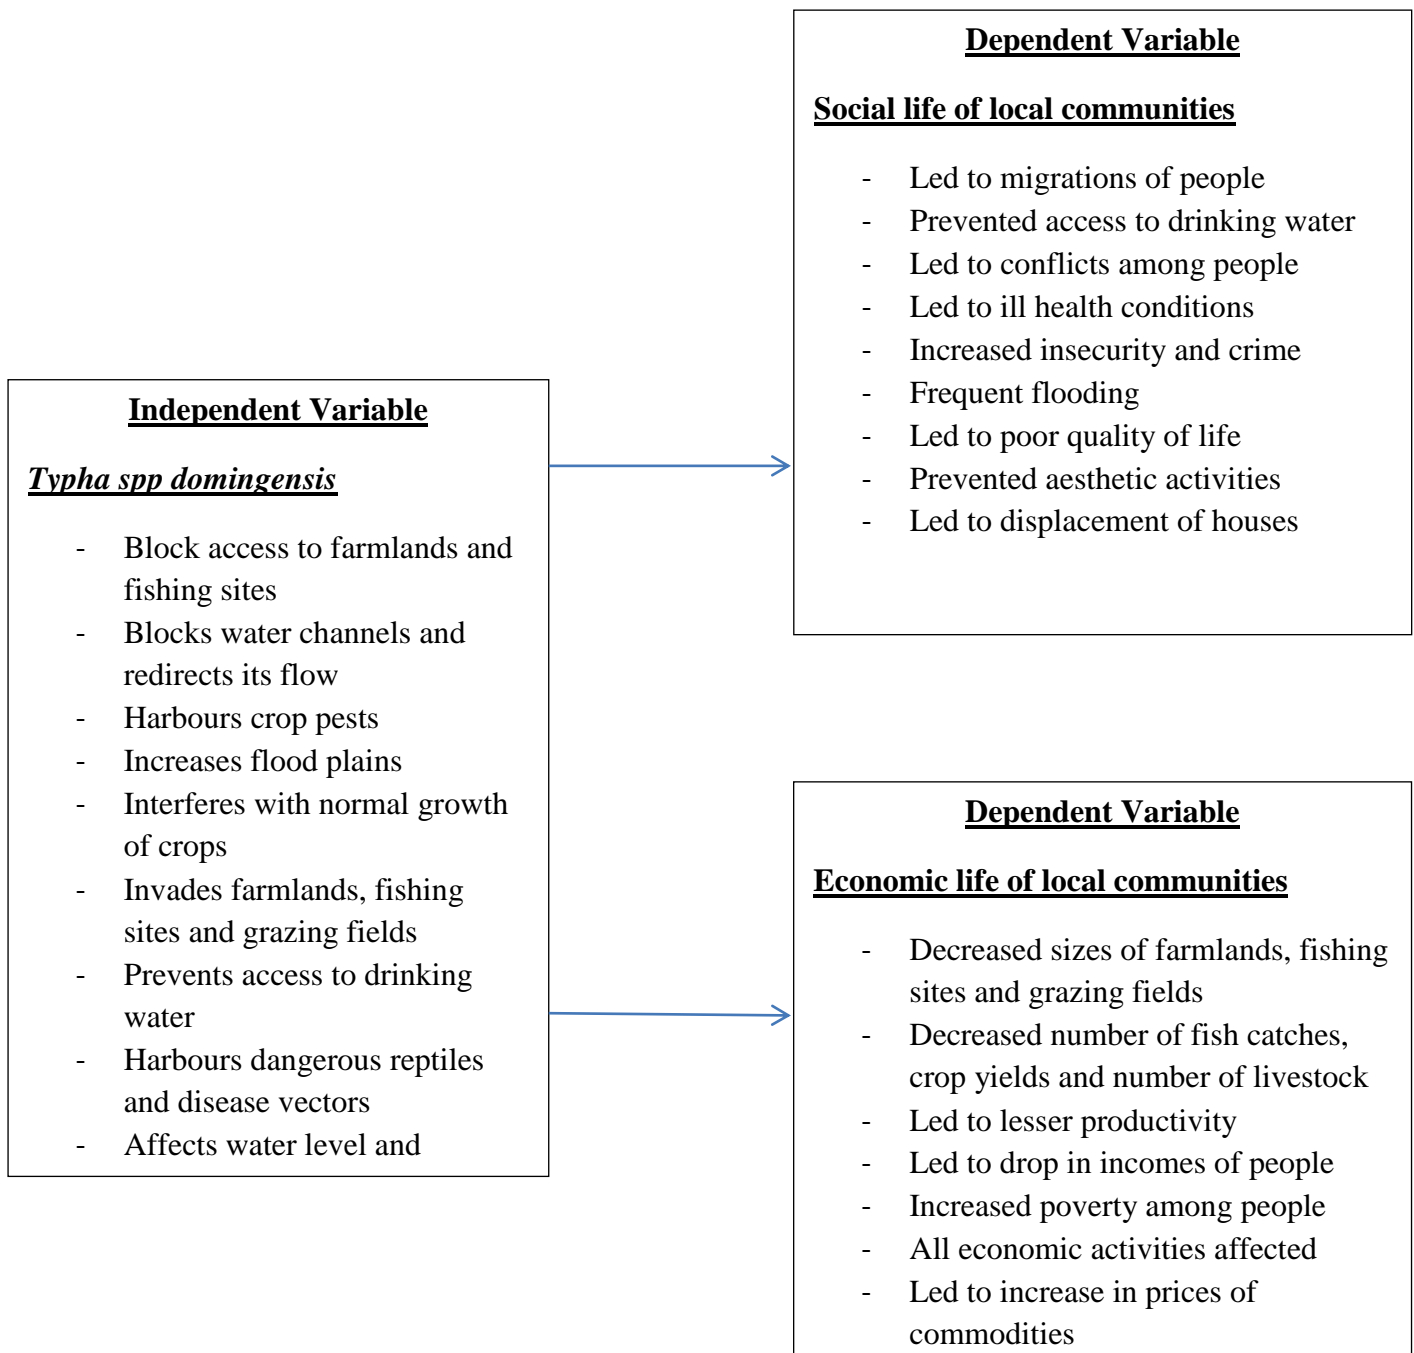 Dependent Variable
Social life of local communities
- Led to migrations of people
- Prevented access to drinking water
- Led to conflicts among people
- Led to ill health conditions
- Increased insecurity and crime
- Frequent flooding
- Led to poor quality of life
- Prevented aesthetic activities
- Led to displacement of houses
Independent Variable
Typha spp domingensis
- Block access to farmlands and
fishing sites
- Blocks water channels and
redirects its flow
- Harbours crop pests
- Increases flood plains
- Interferes with normal growth
of crops
- Invades farmlands, fishing
sites and grazing fields
- Prevents access to drinking
water
- Harbours dangerous reptiles
and disease vectors
- Affects water level and
Dependent Variable
Economic life of local communities
- Decreased sizes of farmlands, fishing
sites and grazing fields
- Decreased number of fish catches,
crop yields and number of livestock
- Led to lesser productivity
- Led to drop in incomes of people
- Increased poverty among people
- All economic activities affected
- Led to increase in prices of
commodities